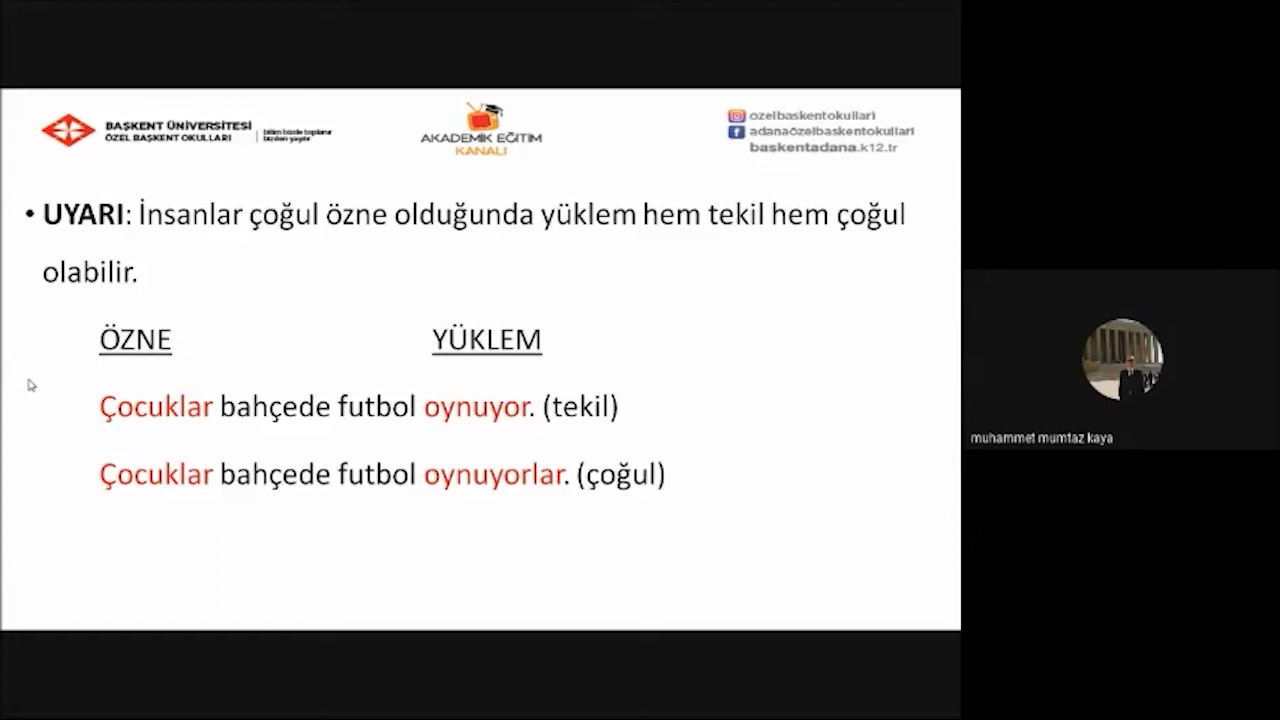 BAŞKENT ÜNİVERSİTESİ
ÖZEL BAŞKENT OKULLARI
bilim bizde toplanır
bizden yayılır
AKADEMİK EĞİTİM
KANALI
ozelbaskentokullari
adanaözelbaskentokullari
baskentadana.k12.tr
• UYARI: İnsanlar çoğul özne olduğunda yüklem hem tekil hem çoğul
olabilir.
ÖZNE YÜKLEM
Çocuklar bahçede futbol oynuyor. (tekil)
Çocuklar bahçede futbol oynuyorlar. (çoğul)
muhammet mumtaz kaya